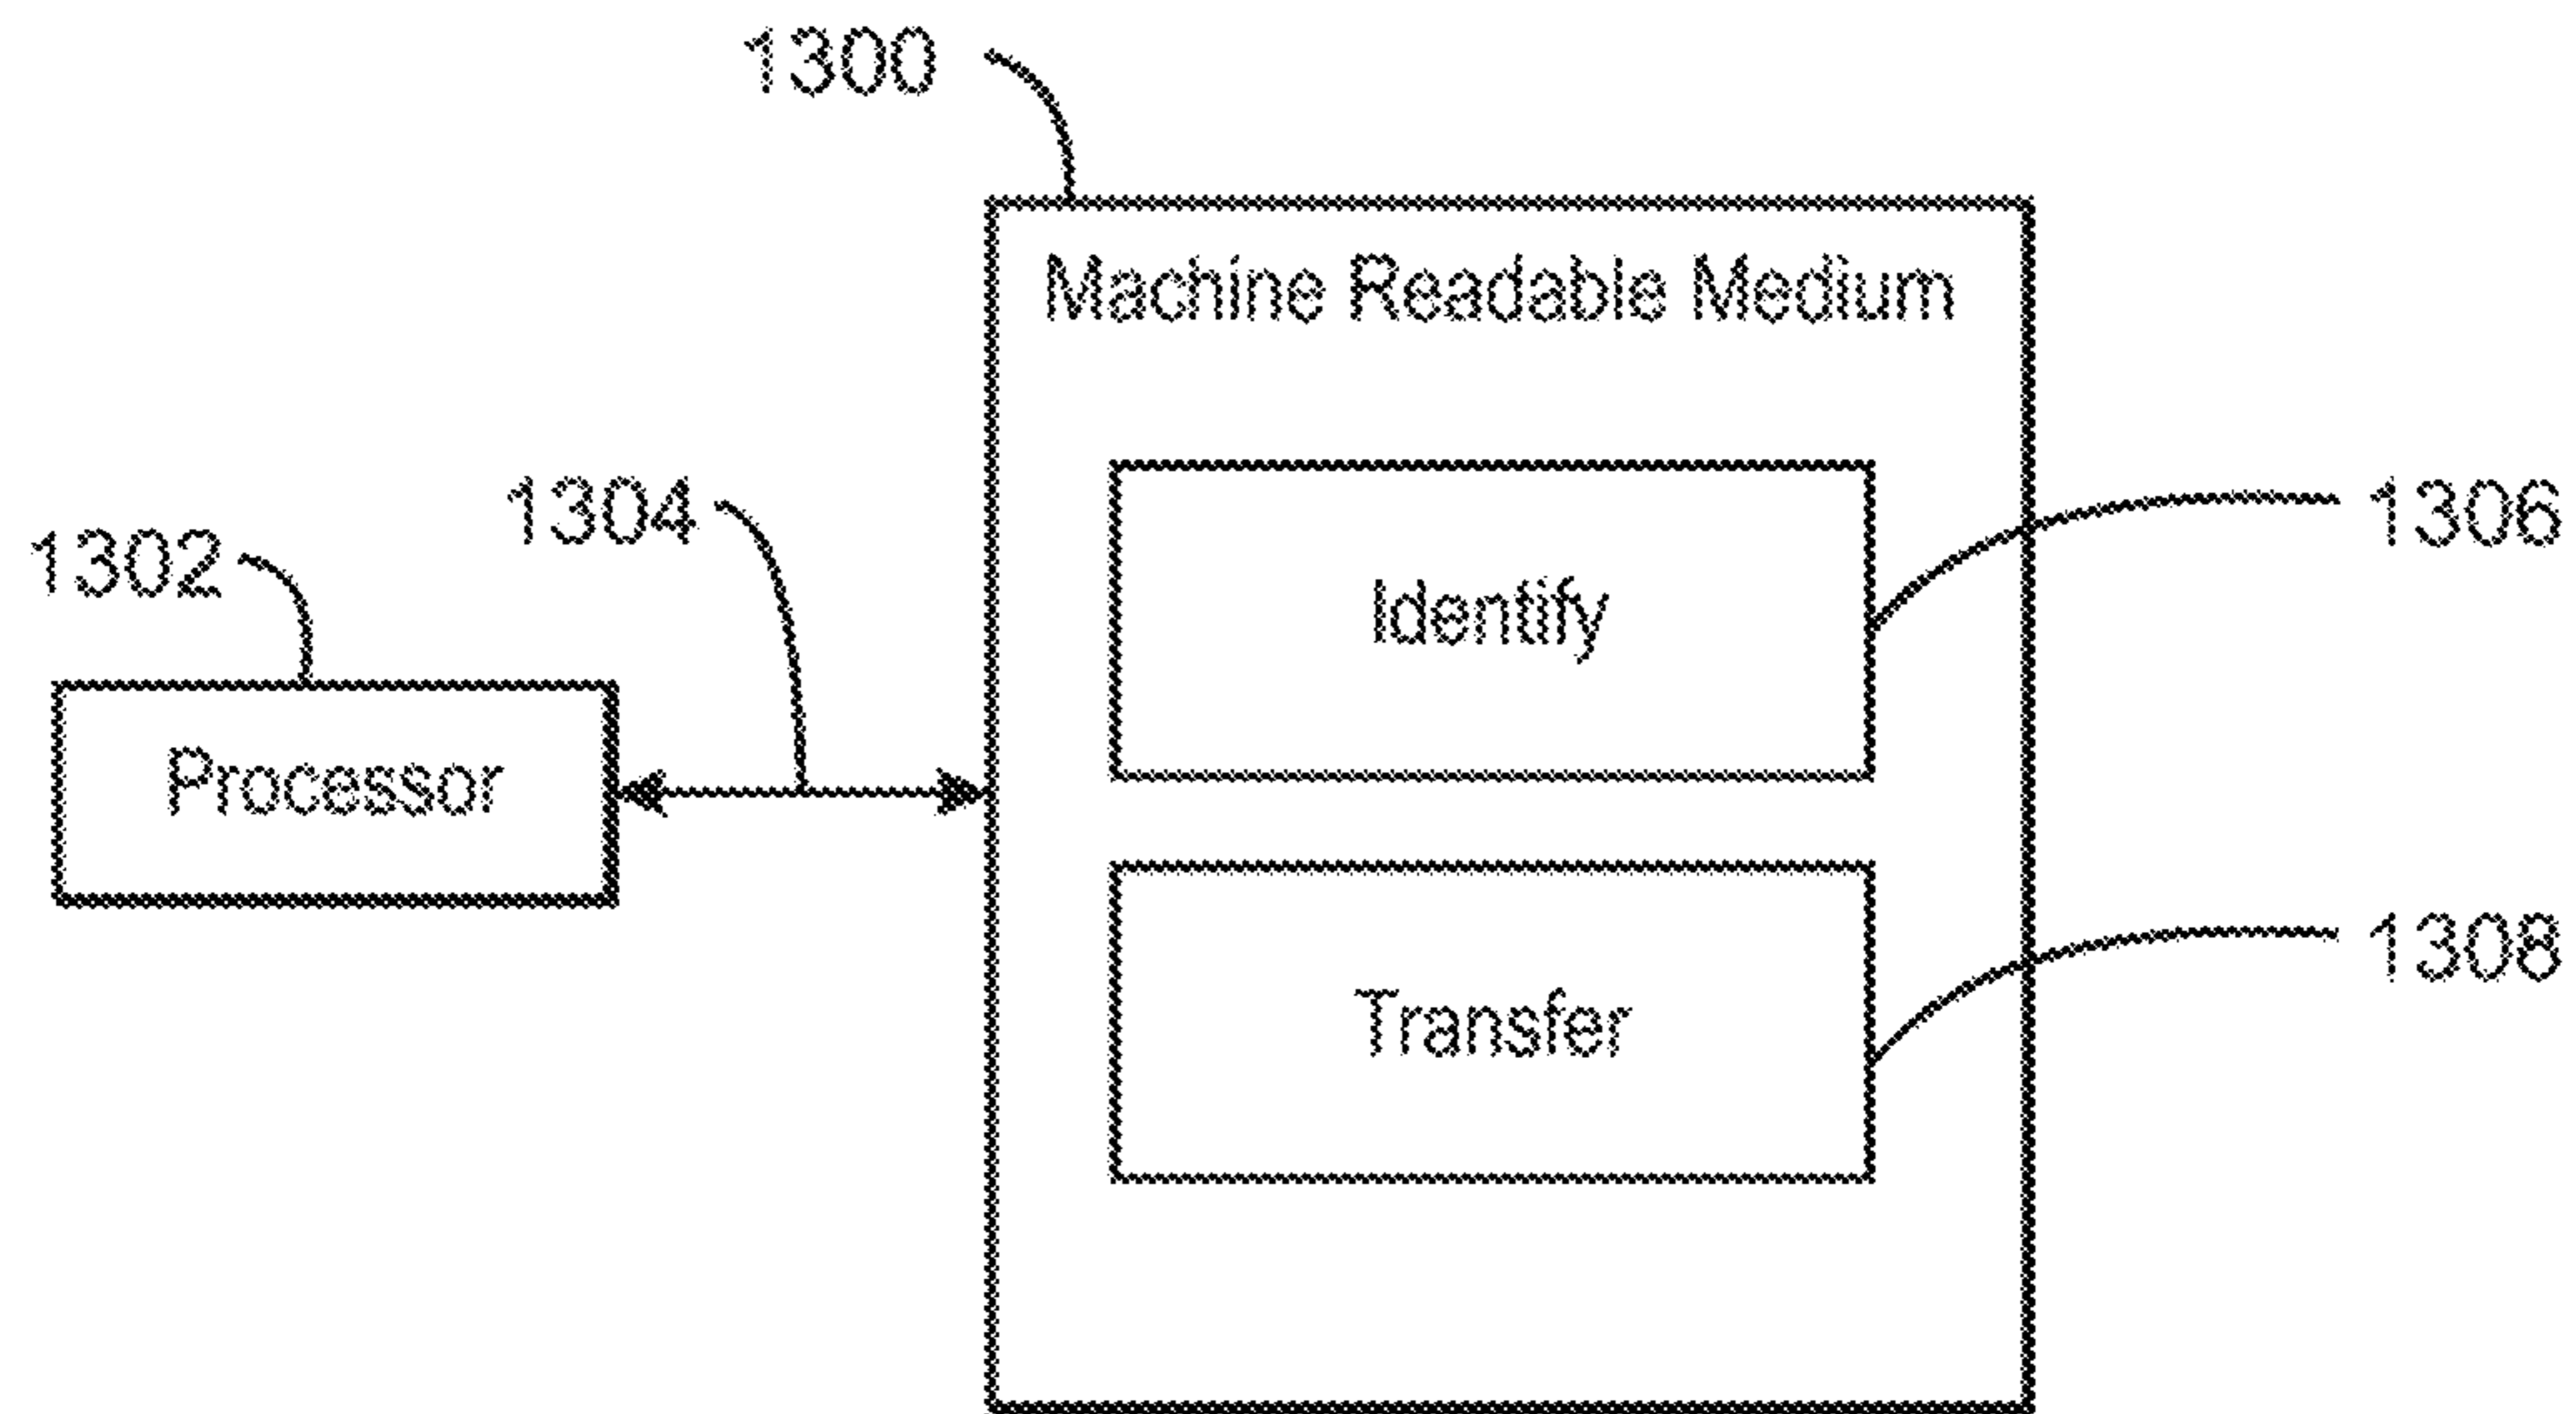 1300
Machine Readable Medium
1304
1306
1302
Identify
Processor
1308
Transfer